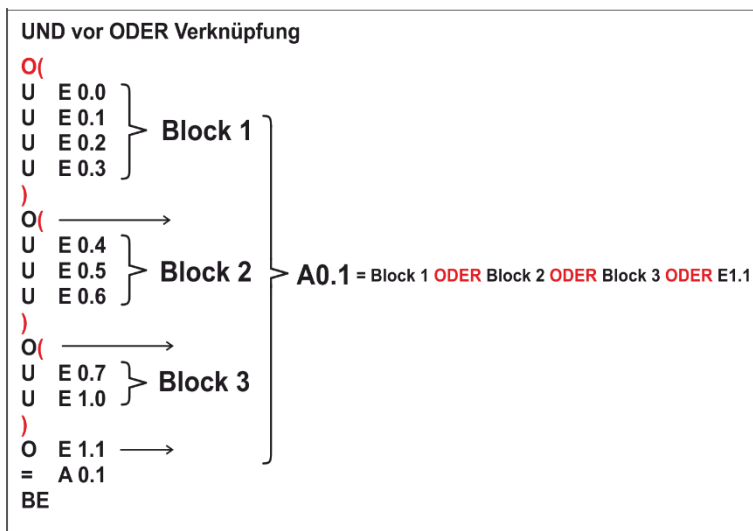 UND vor ODER Verknüpfung
O(
U E 0.0
U E 0.1
Block 1
U E 0.2
U E 0.3
)
O(
U E 0.4
U E 0.5
Block 2
A0.1 = Block 1 ODER Block 2 ODER Block 3 ODER E1.1
U E 0.6
)
O(
U E 0.7
Block 3
U E 1.0
)
O E 1.1
= A 0.1
BE